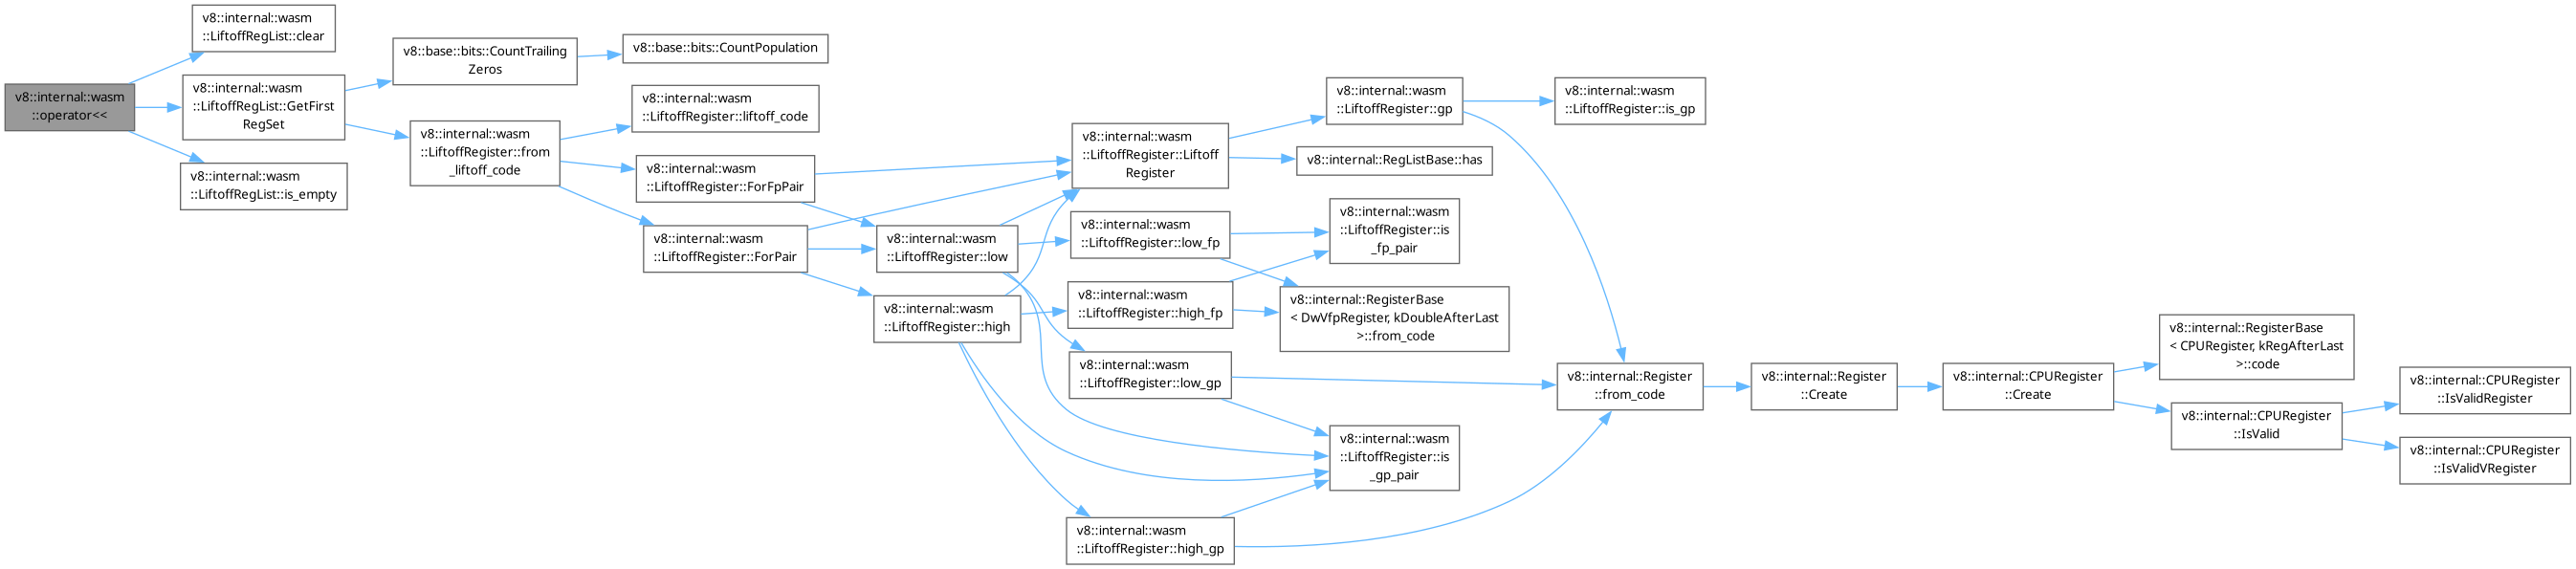 v8::internal::wasm
::operator<<
v8::internal::wasm
::LiftoffRegList::clear
v8::internal::wasm
::LiftoffRegList::GetFirst
RegSet
v8::internal::wasm
::LiftoffRegList::is_empty
v8::base::bits::CountTrailing
Zeros
v8::base::bits::CountPopulation
v8::internal::wasm
::LiftoffRegister::from
_liftoff_code
v8::internal::wasm
::LiftoffRegister::liftoff_code
v8::internal::wasm
::LiftoffRegister::ForFpPair
v8::internal::wasm
::LiftoffRegister::ForPair
v8::internal::wasm
::LiftoffRegister::low
v8::internal::wasm
::LiftoffRegister::high
v8::internal::wasm
::LiftoffRegister::Liftoff
Register
v8::internal::wasm
::LiftoffRegister::low_fp
v8::internal::wasm
::LiftoffRegister::high_fp
v8::internal::wasm
::LiftoffRegister::low_gp
v8::internal::wasm
::LiftoffRegister::high_gp
v8::internal::wasm
::LiftoffRegister::gp
v8::internal::RegListBase::has
v8::internal::wasm
::LiftoffRegister::is
_fp_pair
v8::internal::RegisterBase
< DwVfpRegister, kDoubleAfterLast
>::from_code
v8::internal::wasm
::LiftoffRegister::is
_gp_pair
v8::internal::wasm
::LiftoffRegister::is_gp
v8::internal::Register
::from_code
v8::internal::Register
::Create
v8::internal::CPURegister
::Create
v8::internal::RegisterBase
< CPURegister, kRegAfterLast
>::code
v8::internal::CPURegister
::IsValid
v8::internal::CPURegister
::IsValidRegister
v8::internal::CPURegister
::IsValidVRegister